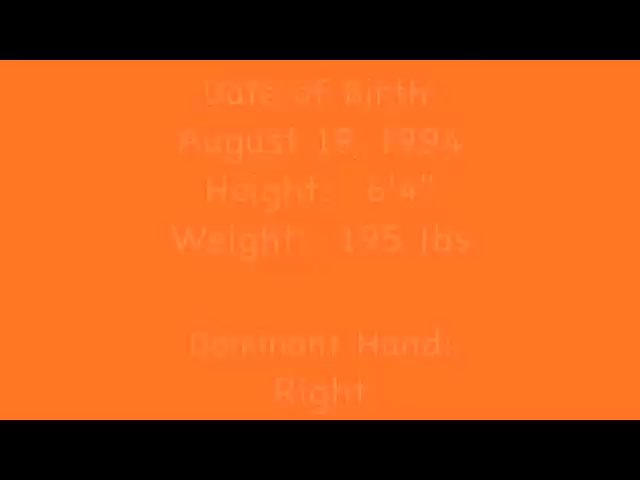 Date of Birth:
August 19, 1994
Height: 6'4"
Weight: 195 lbs
Dominant Hand:
Right